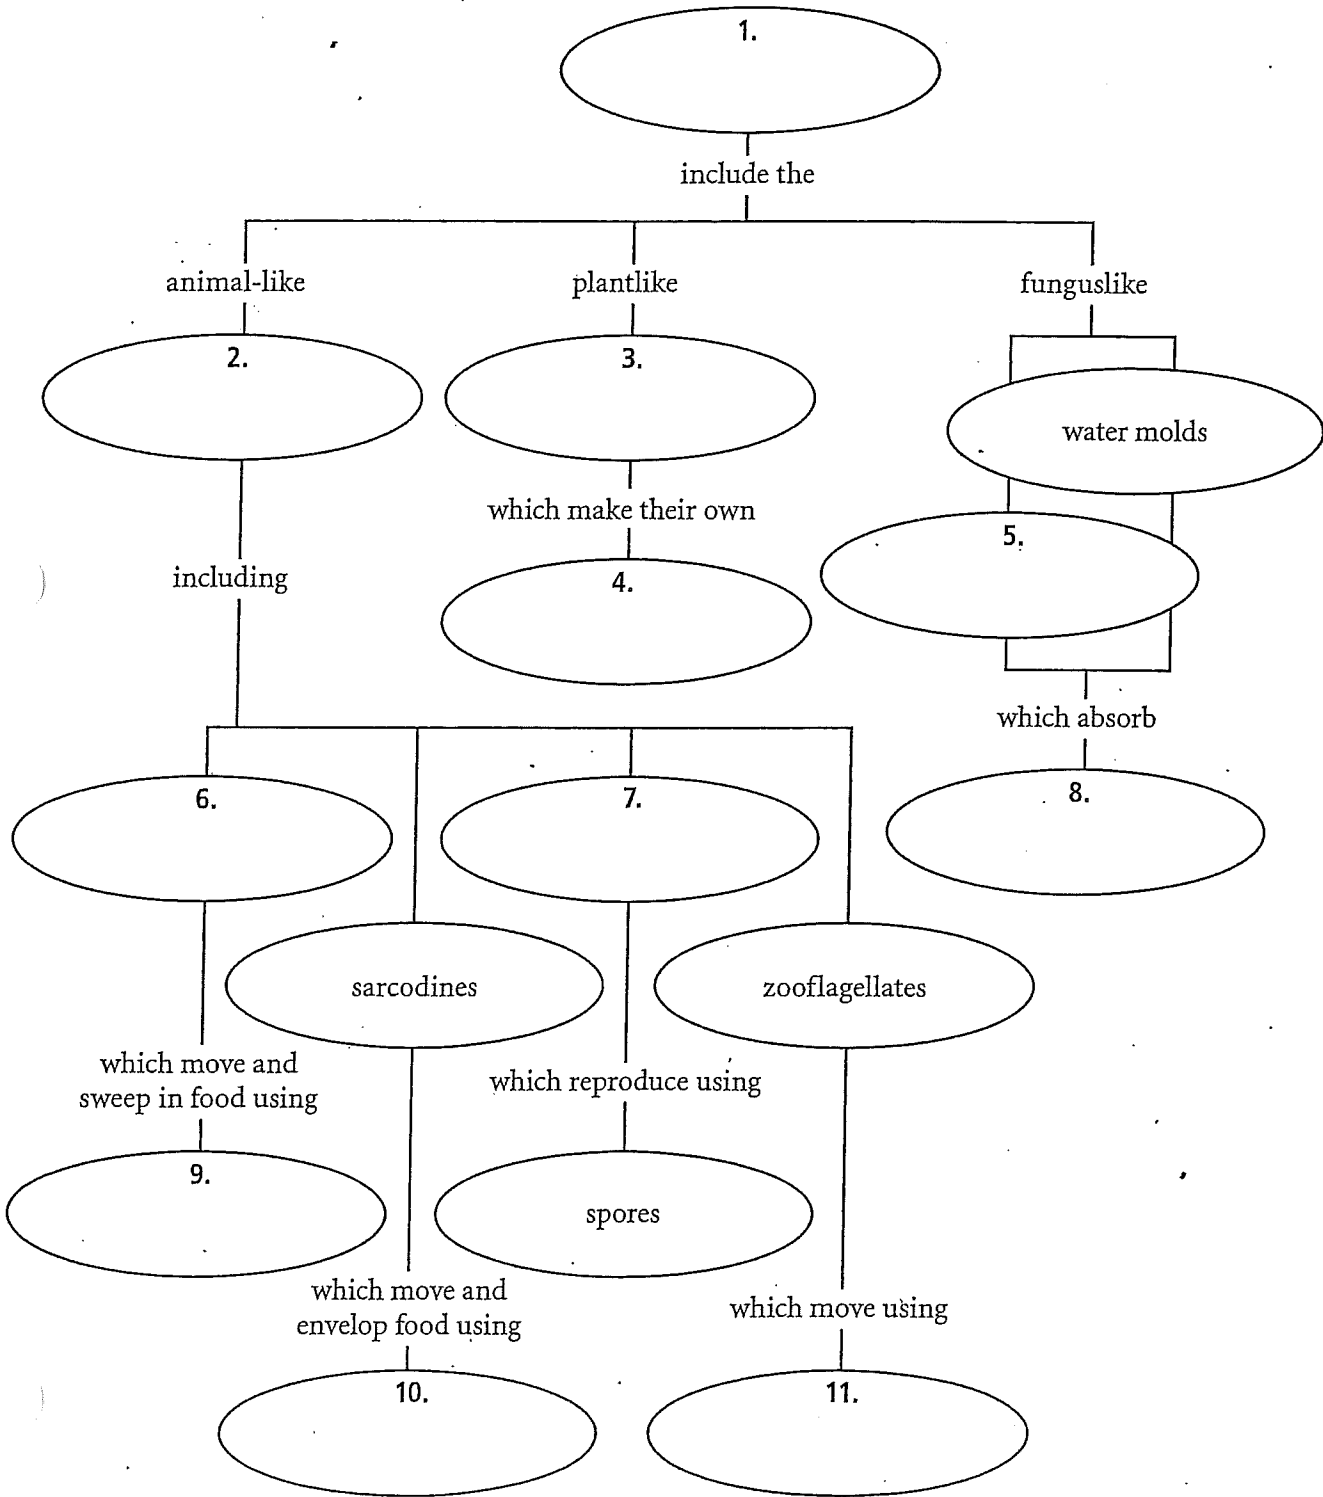 1.
include the
animal-like
plantlike
funguslike
2.
3.
water molds
which make their own
5.
including
4.
which absorb
6.
7.
8.
sarcodines
zooflagellates
which move and
sweep in food using
which reproduce using
9.
spores
which move and
envelop food using
which move using
10.
11.